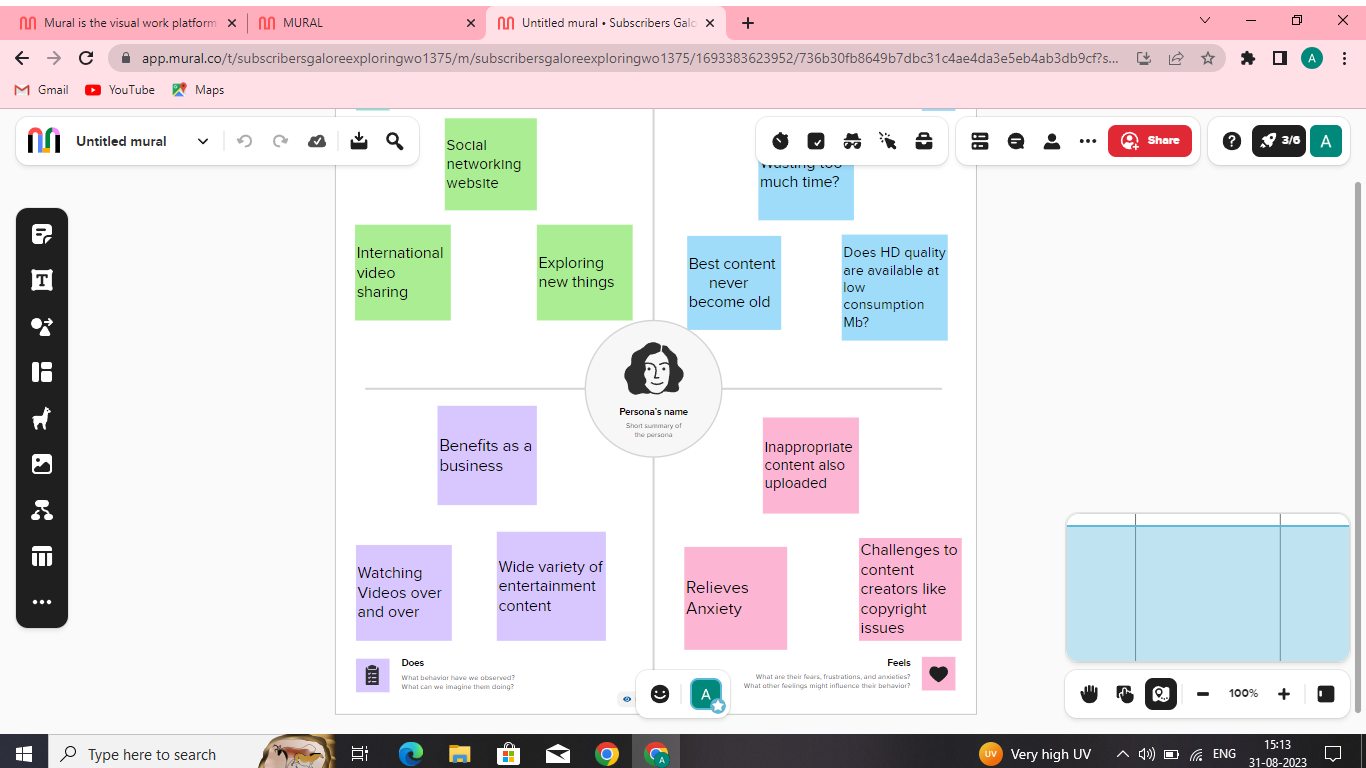 Mural is the visual work platform
MURAL
Untitled mural • Subscribers Galo
app.mural.co/t/subscribersgaloreexploringwo1375/m/subscribersgaloreexploringwo1375/1693383623952/736b30fb8649b7dbc31c4ae4da3e5eb4ab3db9cf?s...
A
Gmail
YouTube
Maps
Untitled mural
Share
3/6
A
Social
networking
website
Wasting too
much time?
International
video
sharing
Exploring
new things
Best content
never
become old
Does HD quality
are available at
low
consumption
Mb?
Persona's name
Short summary of
the persona
Benefits as a
business
Inappropriate
content also
uploaded
Watching
Videos over
and over
Wide variety of
entertainment
content
Relieves
Anxiety
Challenges to
content
creators like
copyright
issues
Does
What behavior have we observed?
What can we imagine them doing?
Feels
What are their fears, frustrations, and anxieties?
What other feelings might influence their behavior?
A
100%
Type here to search
A
UV
Very high UV
ENG
15:13
31-08-2023